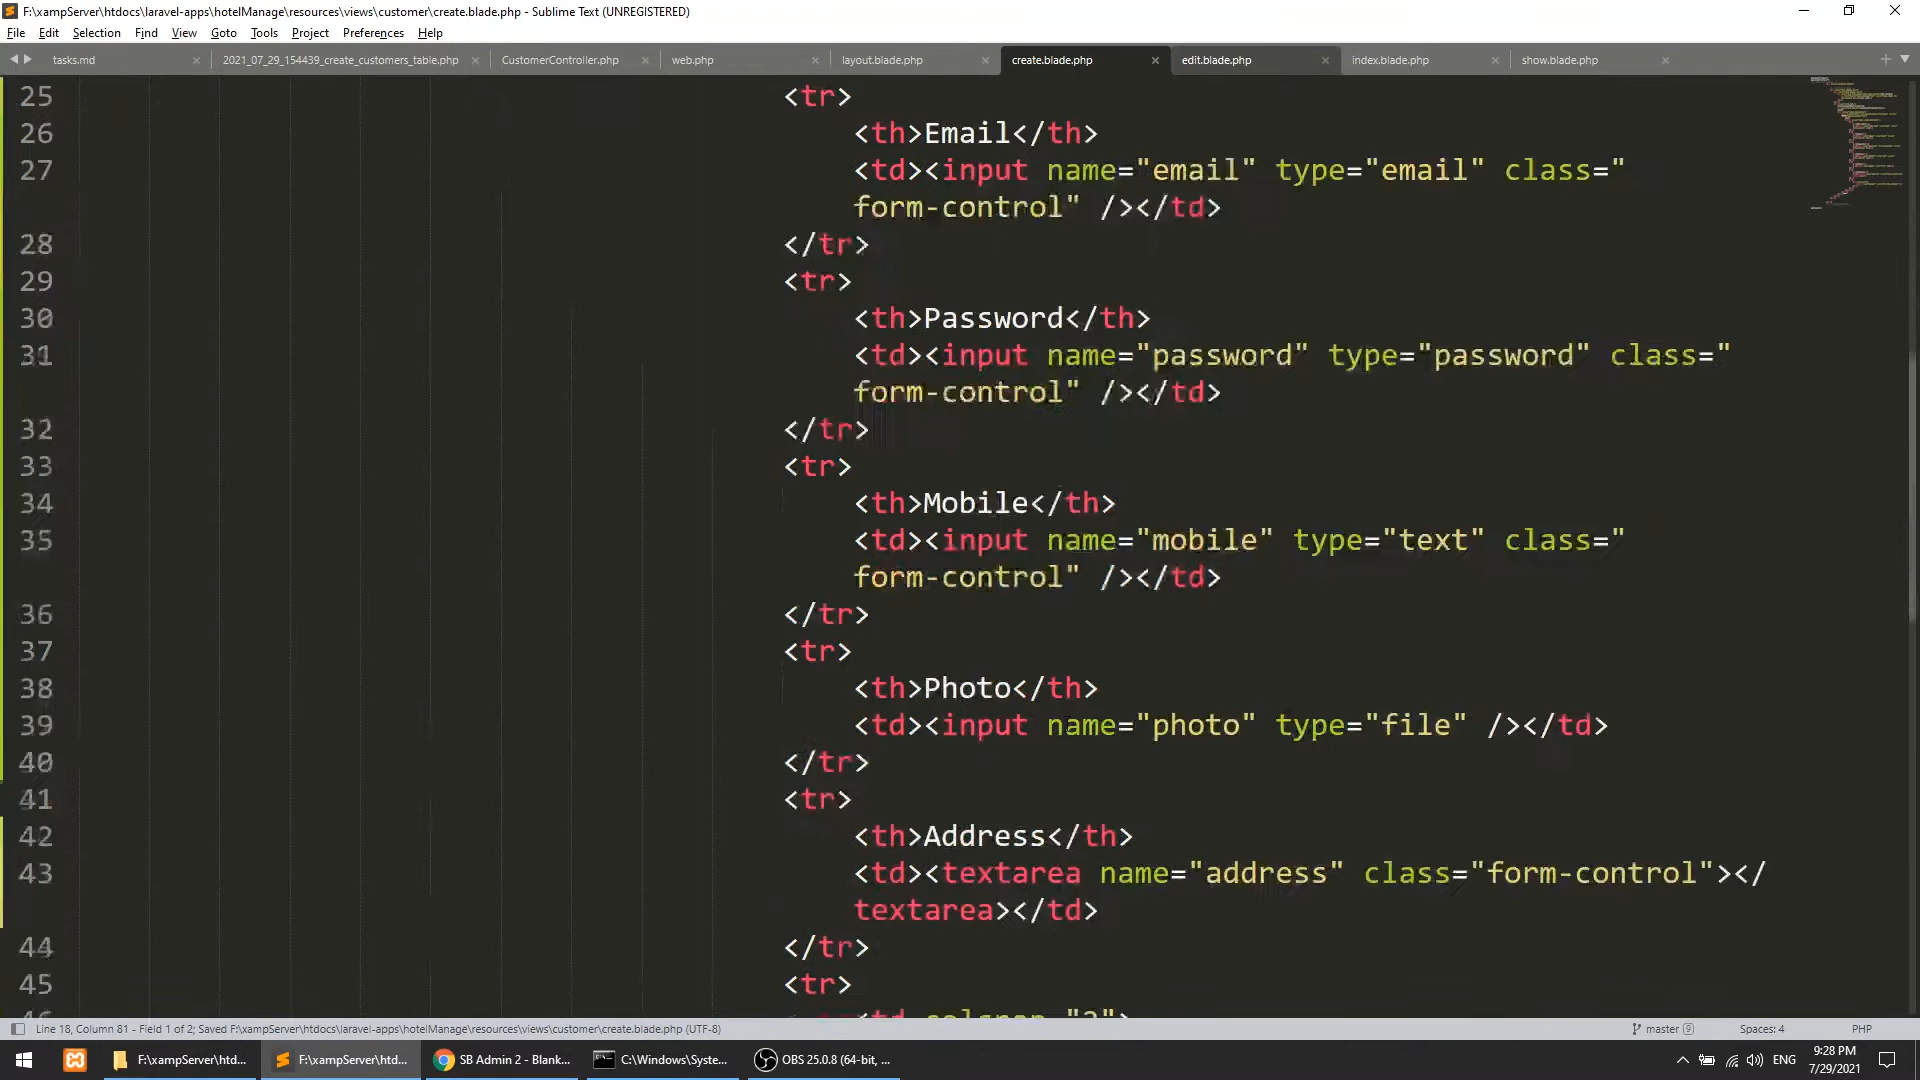 F:\xampServer\htdocs\laravel-apps\hotelManage\resources\views\customer\create.blade.php - Sublime Text (UNREGISTERED)
File Edit Selection Find View Goto Tools Project Preferences Help
tasks.md 2021_07_29_154439_create_customers_table.php CustomerController.php web.php layout.blade.php create.blade.php edit.blade.php index.blade.php show.blade.php
25 <tr>
26 <th>Email</th>
27 <td><input name="email" type="email" class="
form-control" /></td>
28 </tr>
29 <tr>
30 <th>Password</th>
31 <td><input name="password" type="password" class="
form-control" /></td>
32 </tr>
33 <tr>
34 <th>Mobile</th>
35 <td><input name="mobile" type="text" class="
form-control" /></td>
36 </tr>
37 <tr>
38 <th>Photo</th>
39 <td><input name="photo" type="file" /></td>
40 </tr>
41 <tr>
42 <th>Address</th>
43 <td><textarea name="address" class="form-control"></
textarea></td>
44 </tr>
45 <tr>
Line 18, Column 81 - Field 1 of 2; Saved F:\xampServer\htdocs\laravel-apps\hotelManage\resources\views\customer\create.blade.php (UTF-8) master 9 Spaces: 4 PHP
F:\xampServer\htd... F:\xampServer\htd... SB Admin 2 - Blank... C:\Windows\Syste... OBS 25.0.8 (64-bit, ... ENG 9:28 PM
7/29/2021